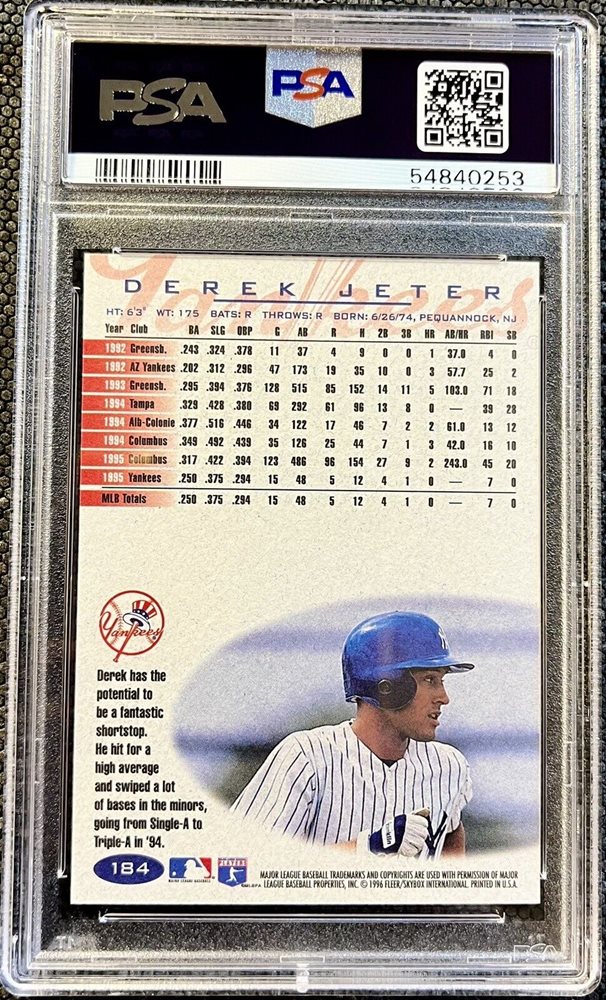 PSA PSA
54840253
Yankees
DEREK JETER
HT: 6'3" WT: 175 BATS: R THROWS: R BORN: 6/26/74, PEQUANNOCK, NJ
Year Club BA SLG OBP G AB R H 2B 3B HR AB/HR RBI SB
1992 Greensb. .243 .324 .378 11 37 4 9 0 0 1 37.0 4 0
1992 AZ Yankees .202 .312 .296 47 173 19 35 10 0 3 57.7 25 2
1993 Greensb. .295 .394 .376 128 515 85 152 14 11 5 103.0 71 18
1994 Tampa .329 .428 .380 69 292 61 96 13 8 0 — 39 28
1994 Alb-Colonie .377 .516 .446 34 122 17 46 7 2 2 61.0 13 12
1994 Columbus .349 .492 .439 35 126 25 44 7 1 3 42.0 16 10
1995 Columbus .317 .422 .394 123 486 96 154 27 9 2 243.0 45 20
1995 Yankees .250 .375 .294 15 48 5 12 4 1 0 — 7 0
MLB Totals .250 .375 .294 15 48 5 12 4 1 0 — 7 0
Yankees
Derek has the
potential to
be a fantastic
shortstop.
He hit for a
high average
and swiped a lot
of bases in the minors,
going from Single-A to
Triple-A in '94.
184
MAJOR LEAGUE BASEBALL TRADEMARKS AND COPYRIGHTS ARE USED WITH PERMISSION OF MAJOR
LEAGUE BASEBALL PROPERTIES, INC. © 1996 FLEER/SKYBOX INTERNATIONAL. PRINTED IN U.S.A.
PSA